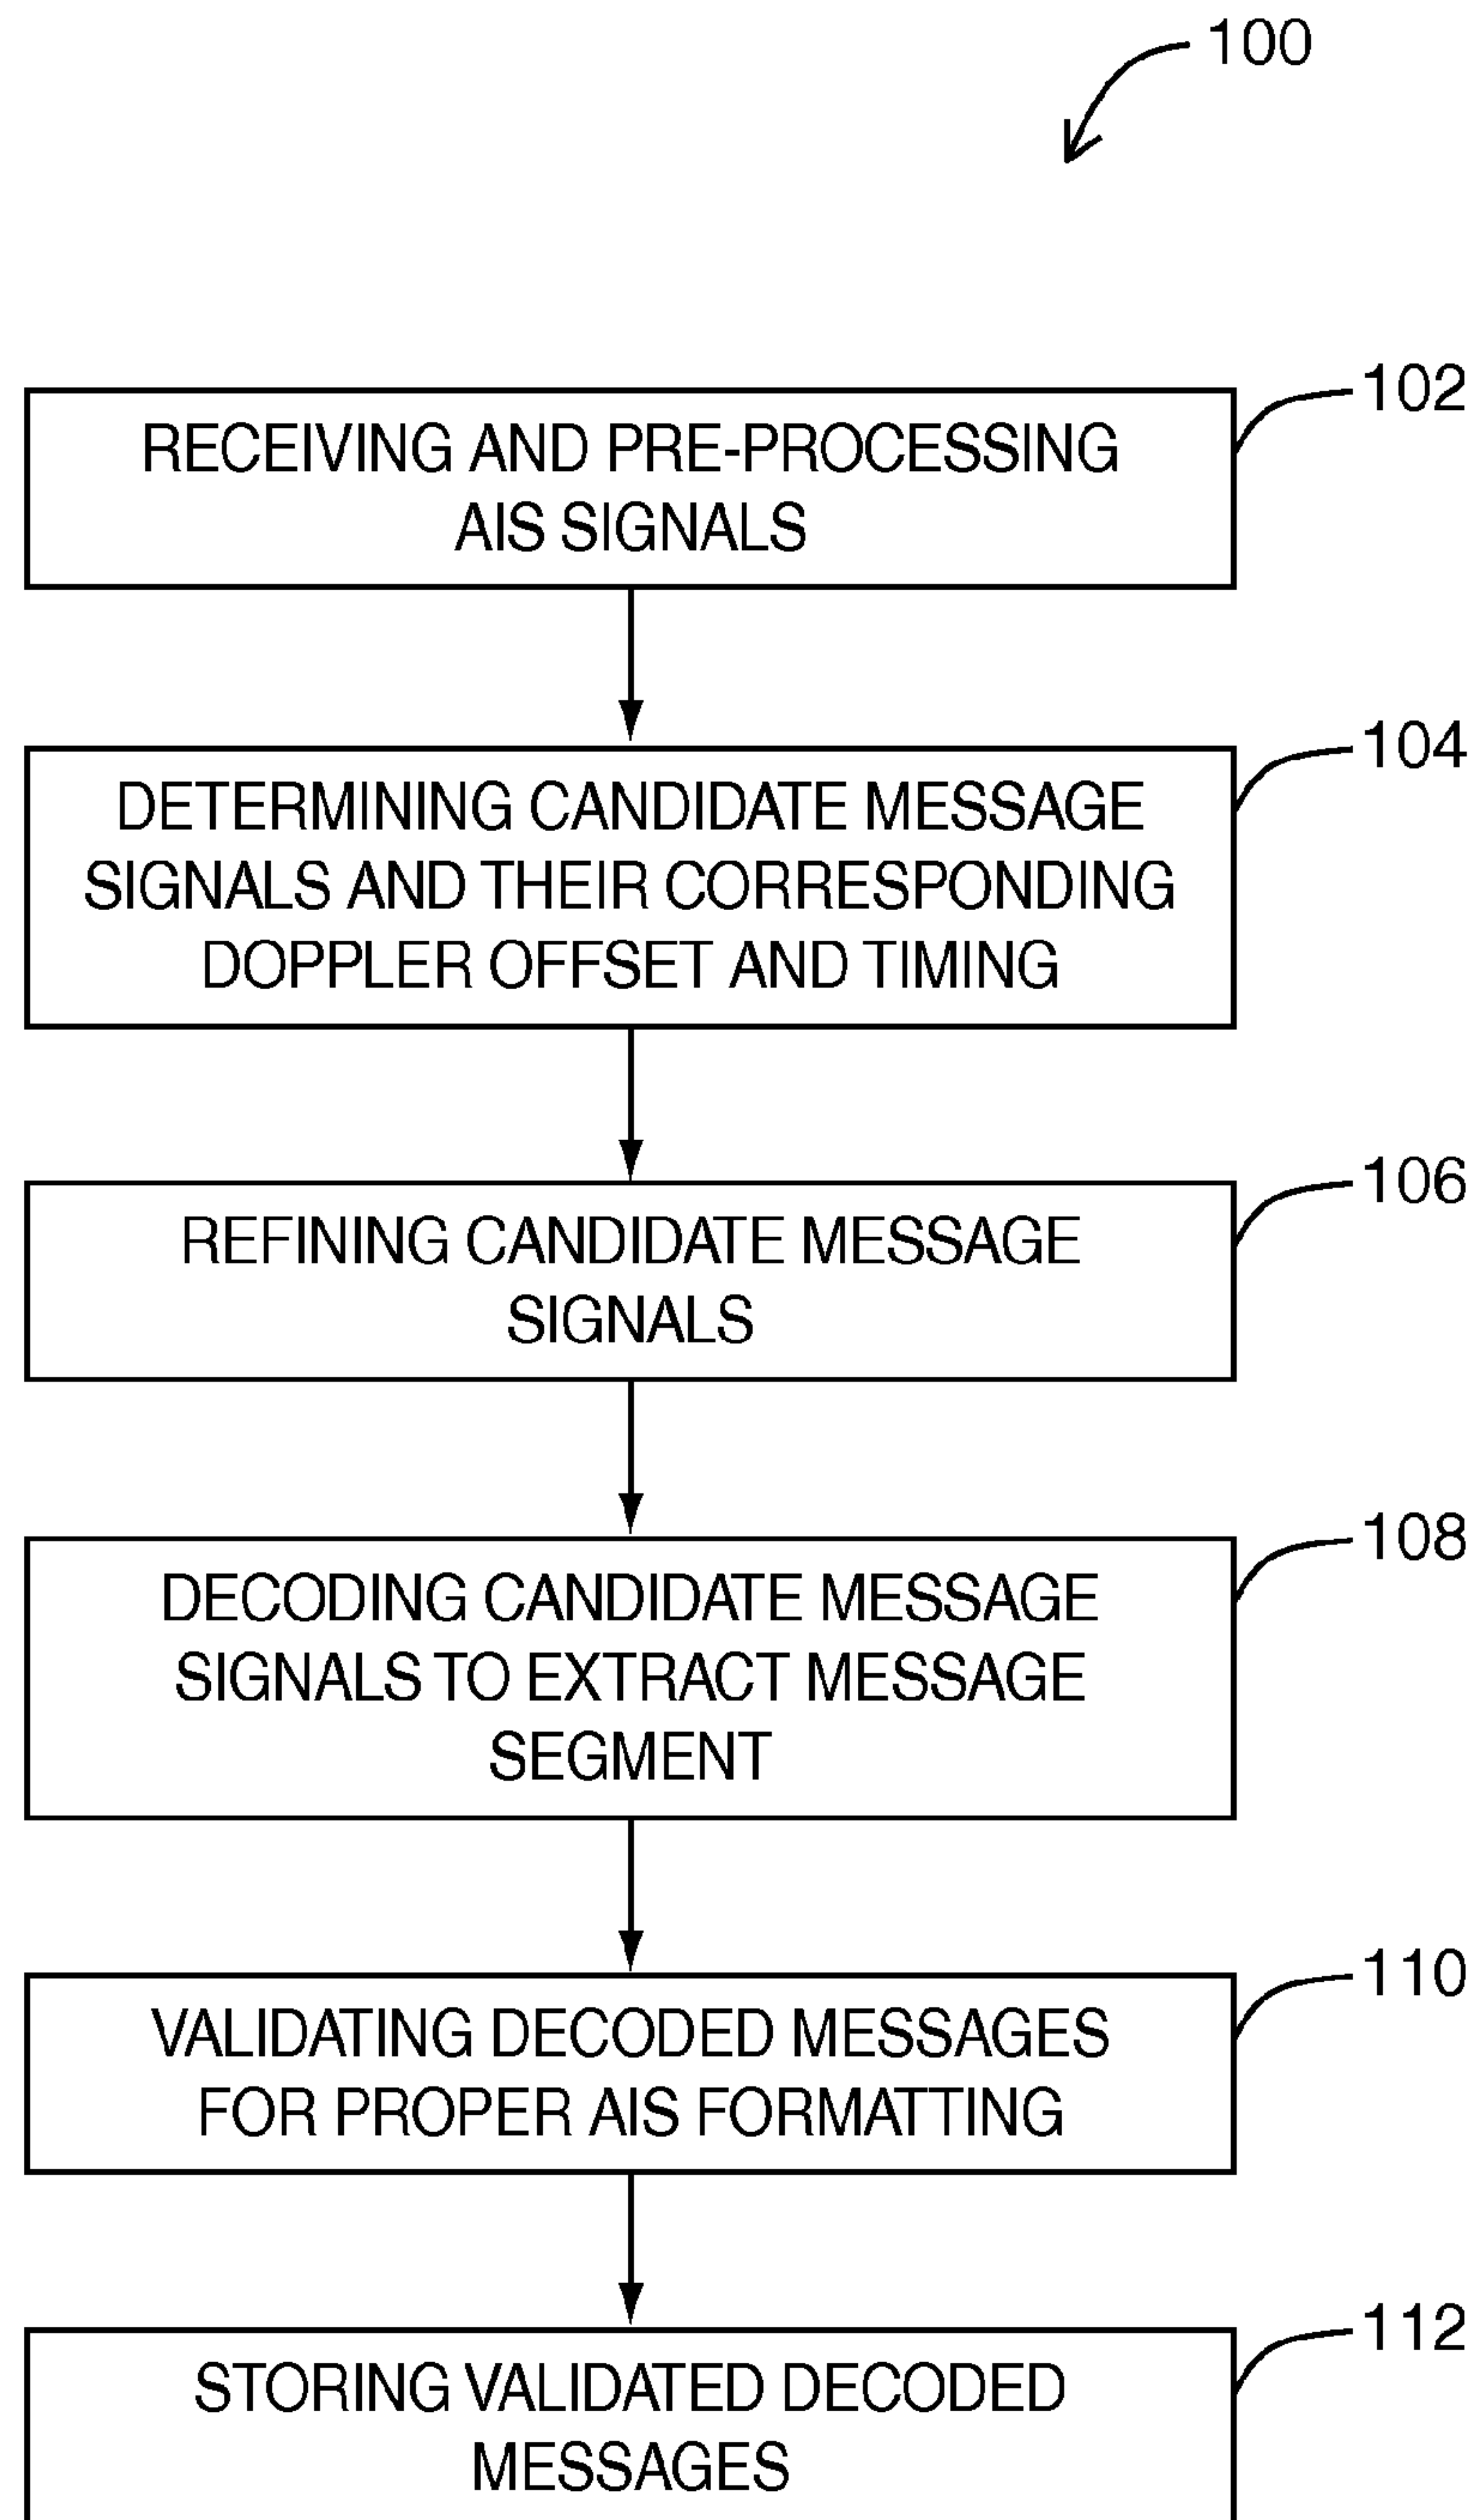 100
102
RECEIVING AND PRE-PROCESSING
AIS SIGNALS
104
DETERMINING CANDIDATE MESSAGE
SIGNALS AND THEIR CORRESPONDING
DOPPLER OFFSET AND TIMING
106
REFINING CANDIDATE MESSAGE
SIGNALS
108
DECODING CANDIDATE MESSAGE
SIGNALS TO EXTRACT MESSAGE
SEGMENT
110
VALIDATING DECODED MESSAGES
FOR PROPER AIS FORMATTING
112
STORING VALIDATED DECODED
MESSAGES